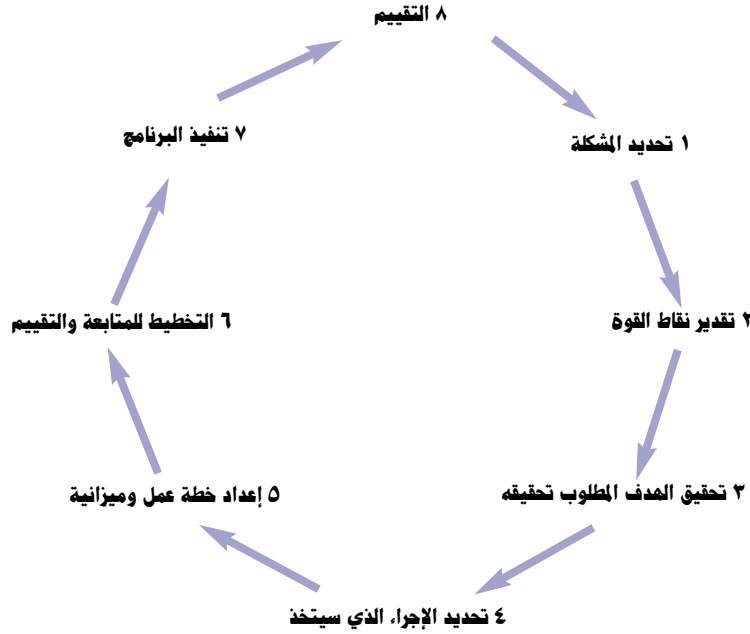 ٨ التقييم
١ تحديد المشكلة
٧ تنفيذ البرنامج
٢ تقدير نقاط القوة
٦ التخطيط للمتابعة والتقييم
٣ تحقيق الهدف المطلوب تحقيقه
٥ إعداد خطة عمل وميزانية
٤ تحديد الإجراء الذي سيتخذ